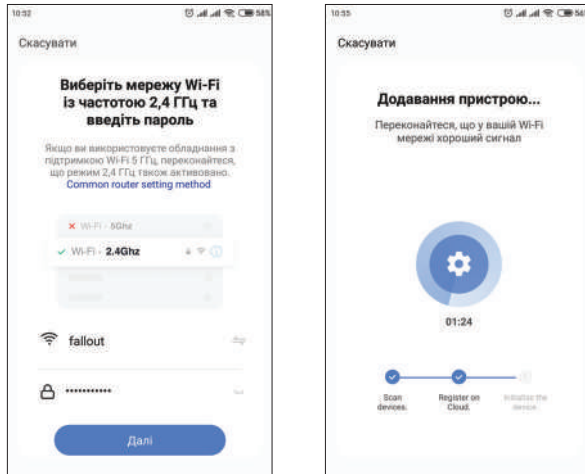 10:52
58%
Скасувати
Виберіть мережу Wi-Fi
із частотою 2,4 ГГц та
введіть пароль
Якщо ви використовуєте обладнання з
підтримкою Wi-Fi 5 ГГц, переконайтеся,
що режим 2,4 ГГц також активовано.
Common router setting method
Wi-Fi - 5Ghz
Wi-Fi - 2.4Ghz
fallout
•••••••••••
Далі
10:55
56
Скасувати
Додавання пристрою...
Переконайтеся, що у вашій Wi-Fi
мережі хороший сигнал
01:24
Scan
devices.
Register on
Cloud.
Initialize the
device.